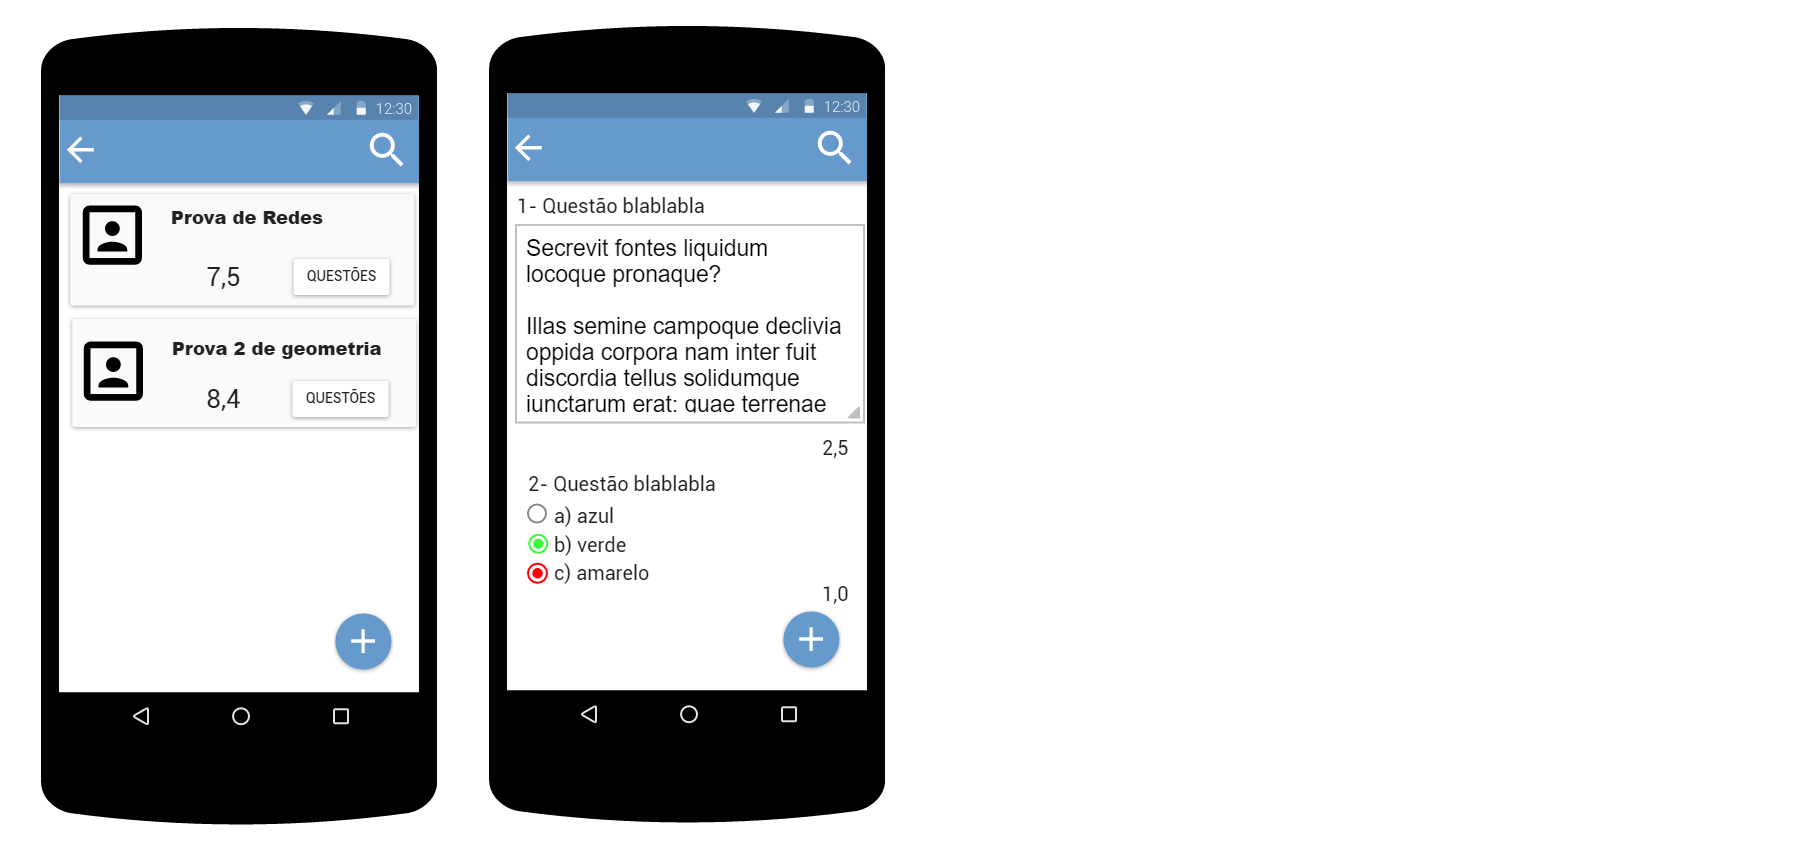 12:30
Prova de Redes
7,5
QUESTÕES
Prova 2 de geometria
8,4
QUESTÕES
12:30
1- Questão blablabla
Secrevit fontes liquidum
locoque pronaque?
Illas semine campoque declivia
oppida corpora nam inter fuit
discordia tellus solidumque
iunctarum erat: quae terrenae
2,5
2- Questão blablabla
a) azul
b) verde
c) amarelo
1,0